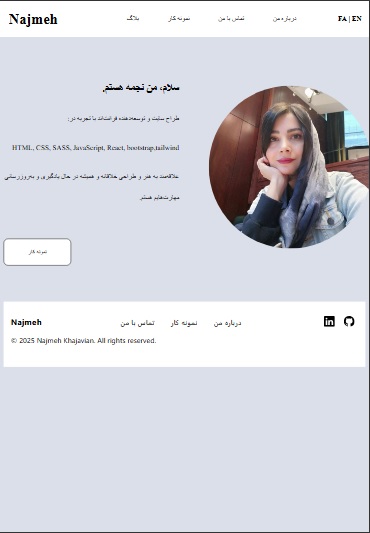 Najmeh
بلاگ نمونه کار تماس با من درباره من
FA | EN
سلام، من نجمه هستم.
طراح سایت و توسعه‌دهنده فرانت‌اند با تجربه در:
HTML, CSS, SASS, JavaScript, React, bootstrap,tailwind
علاقه‌مند به هنر و طراحی خلاقانه و همیشه در حال یادگیری و به‌روزرسانی
مهارت‌هایم هستم.
نمونه کار
Najmeh
درباره من نمونه کار تماس با من
© 2025 Najmeh Khajavian. All rights reserved.